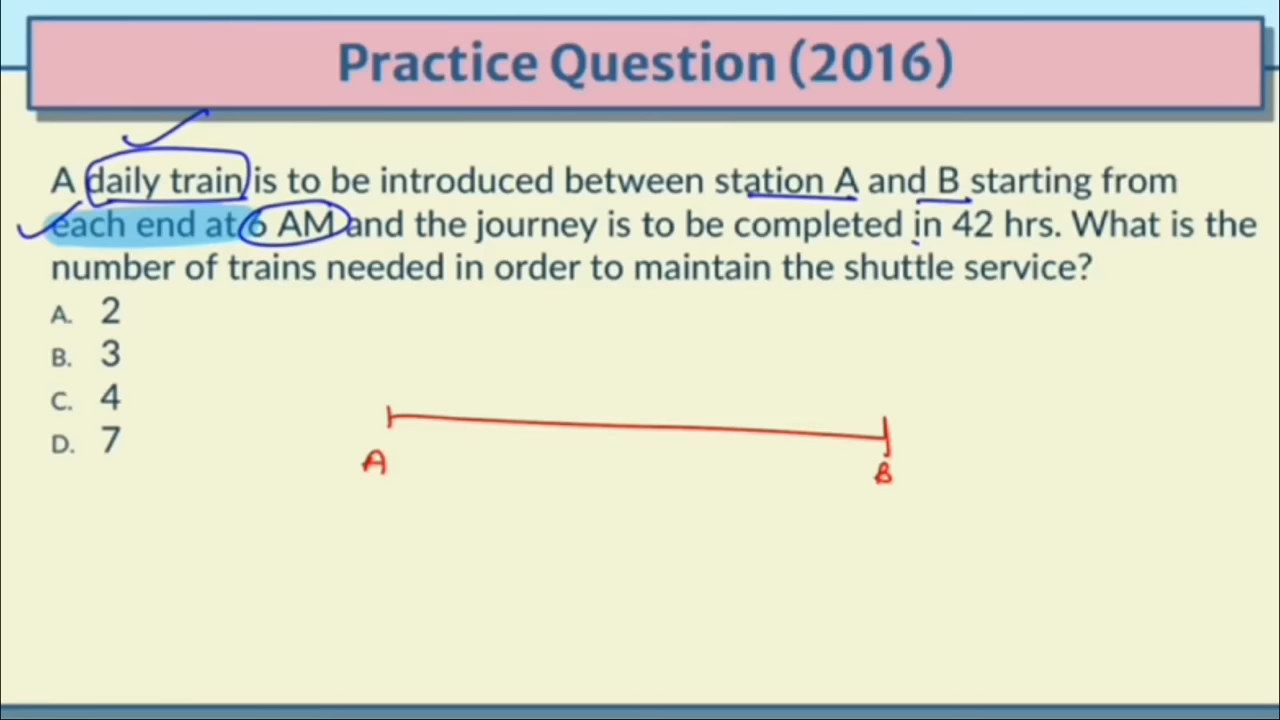 Practice Question (2016)
A daily train is to be introduced between station A and B starting from
each end at 6 AM and the journey is to be completed in 42 hrs. What is the
number of trains needed in order to maintain the shuttle service?
A. 2
B. 3
C. 4
D. 7
A
B